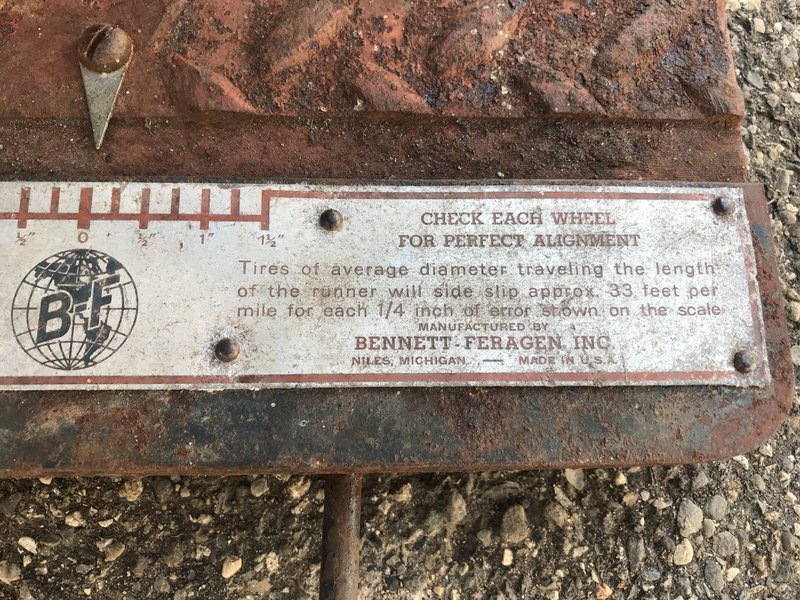 ½" 0 ½" 1" 1½"
B-F
CHECK EACH WHEEL
FOR PERFECT ALIGNMENT
Tires of average diameter traveling the length
of the runner will side slip approx. 33 feet per
mile for each 1/4 inch of error shown on the scale
MANUFACTURED BY
BENNETT-FERAGEN INC
NILES, MICHIGAN — MADE IN U.S.A.